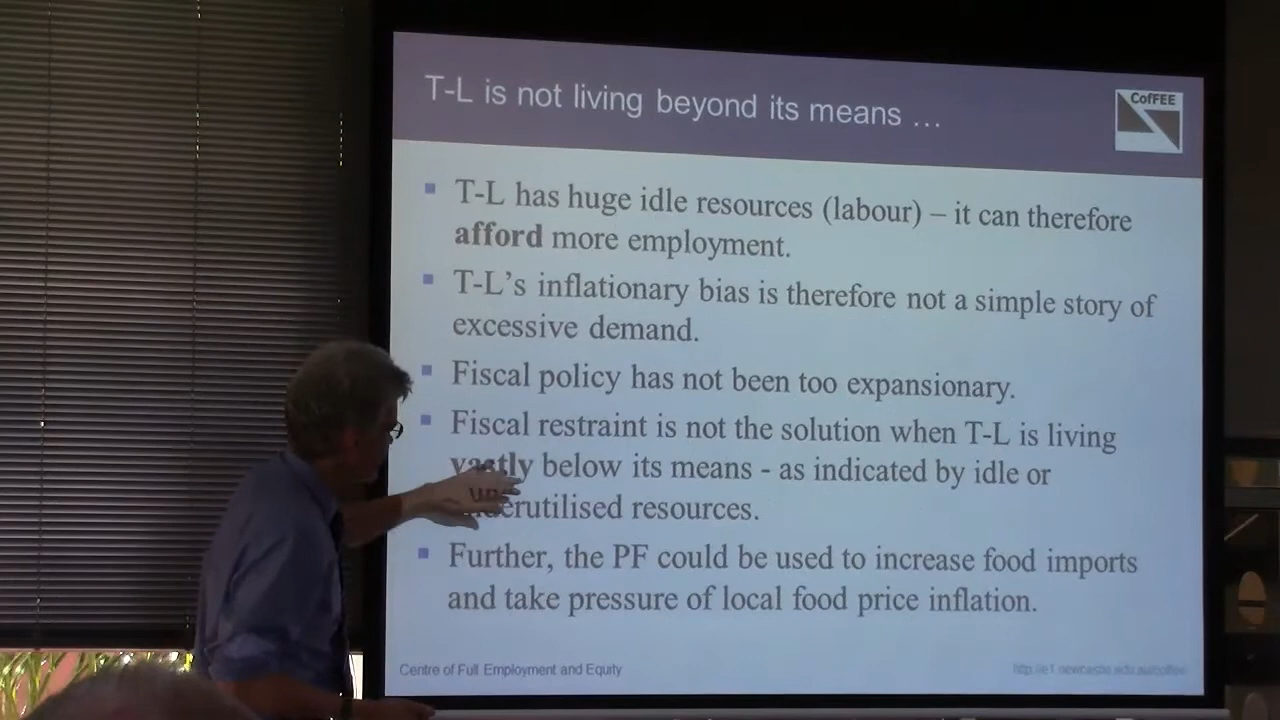 T-L is not living beyond its means …
CofFEE
T-L has huge idle resources (labour) – it can therefore
afford more employment.
T-L's inflationary bias is therefore not a simple story of
excessive demand.
Fiscal policy has not been too expansionary.
Fiscal restraint is not the solution when T-L is living
vastly below its means - as indicated by idle or
underutilised resources.
Further, the PF could be used to increase food imports
and take pressure of local food price inflation.
Centre of Full Employment and Equity